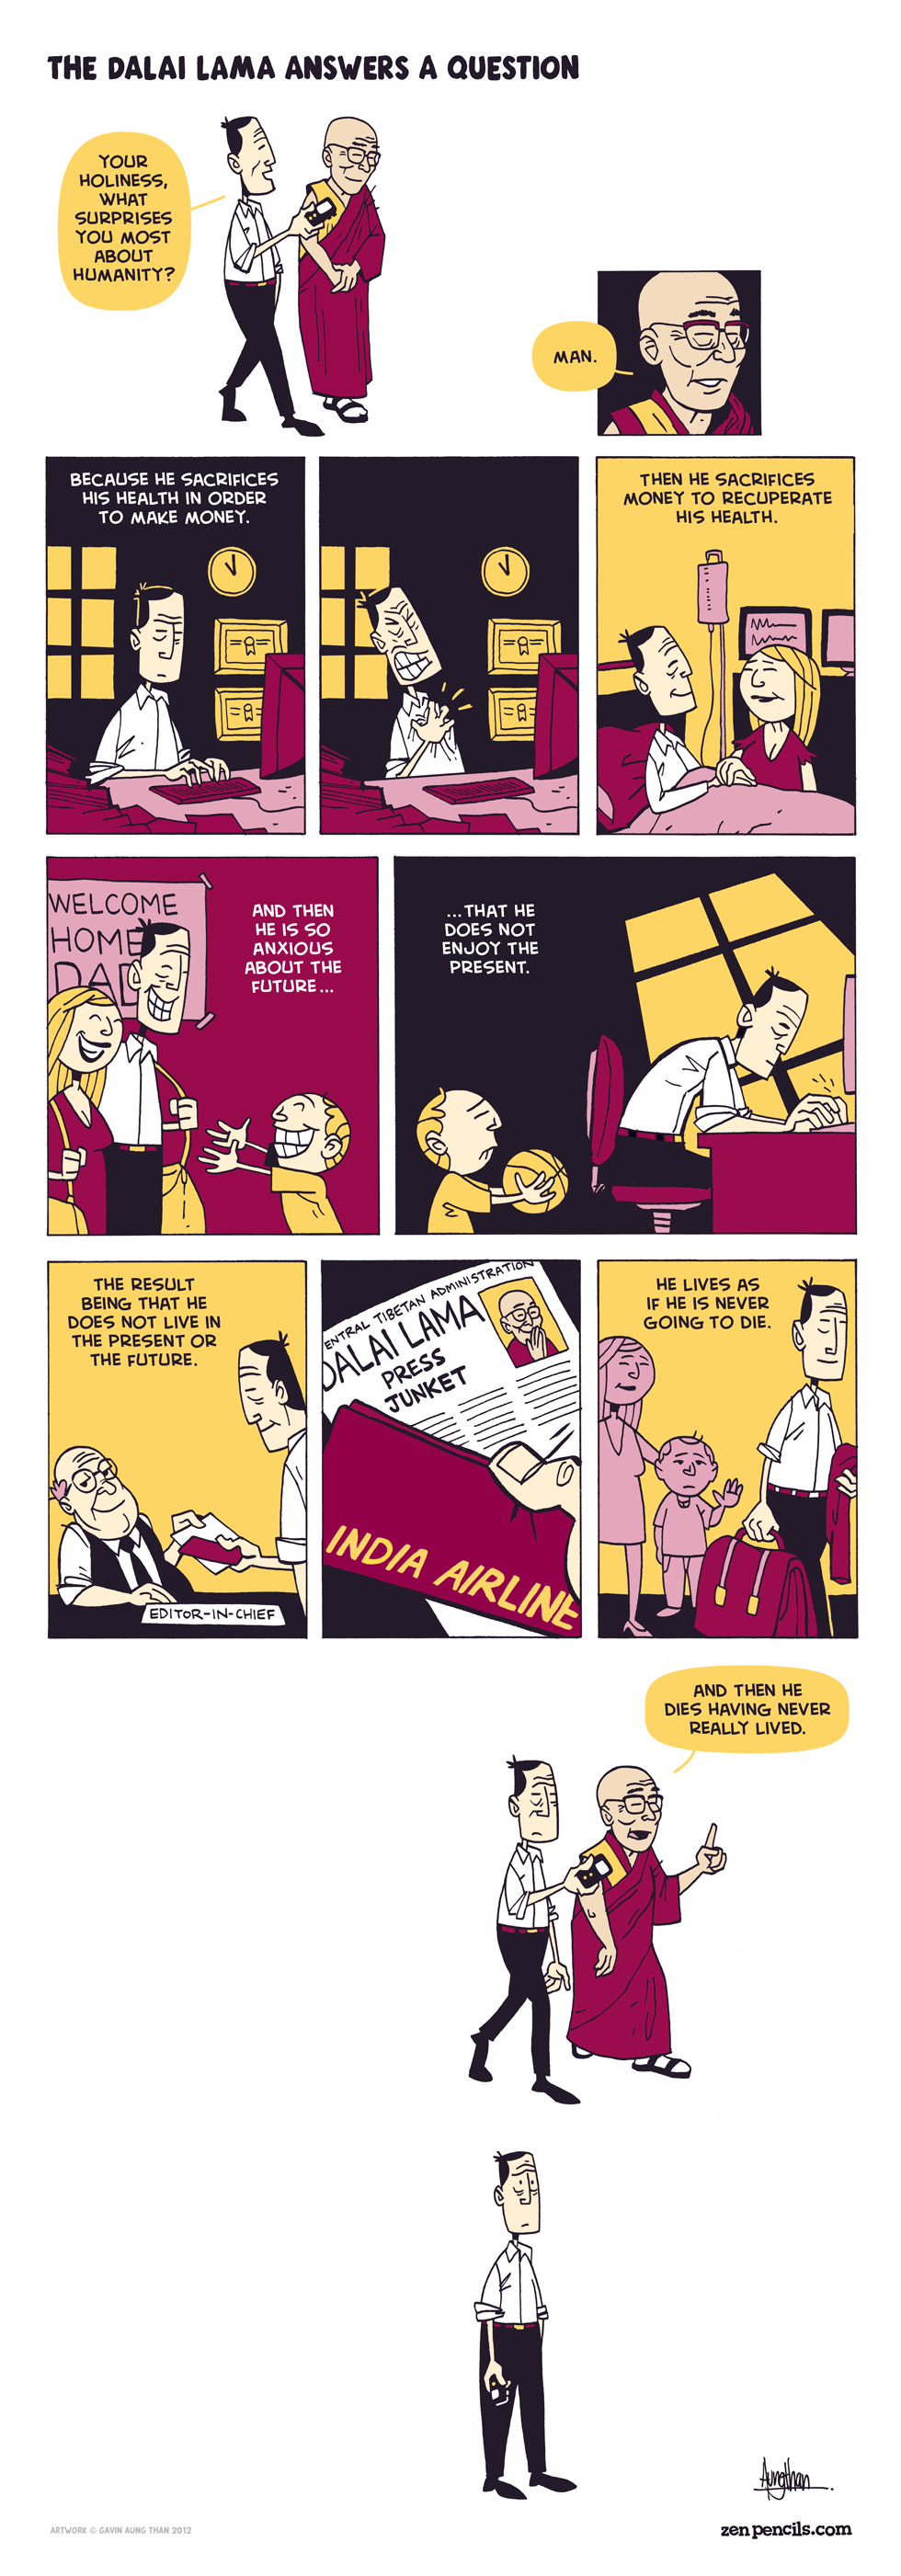 THE DALAI LAMA ANSWERS A QUESTION
YOUR
HOLINESS,
WHAT
SURPRISES
YOU MOST
ABOUT
HUMANITY?
MAN.
BECAUSE HE SACRIFICES
HIS HEALTH IN ORDER
TO MAKE MONEY.
THEN HE SACRIFICES
MONEY TO RECUPERATE
HIS HEALTH.
WELCOME
HOME
DAD
AND THEN
HE IS SO
ANXIOUS
ABOUT THE
FUTURE...
...THAT HE
DOES NOT
ENJOY THE
PRESENT.
THE RESULT
BEING THAT HE
DOES NOT LIVE IN
THE PRESENT OR
THE FUTURE.
EDITOR-IN-CHIEF
ENTRAL TIBETAN ADMINISTRATION
DALAI LAMA
PRESS
JUNKET
INDIA AIRLINE
HE LIVES AS
IF HE IS NEVER
GOING TO DIE.
AND THEN HE
DIES HAVING NEVER
REALLY LIVED.
Aungthan
ARTWORK © GAVIN AUNG THAN 2012
zenpencils.com